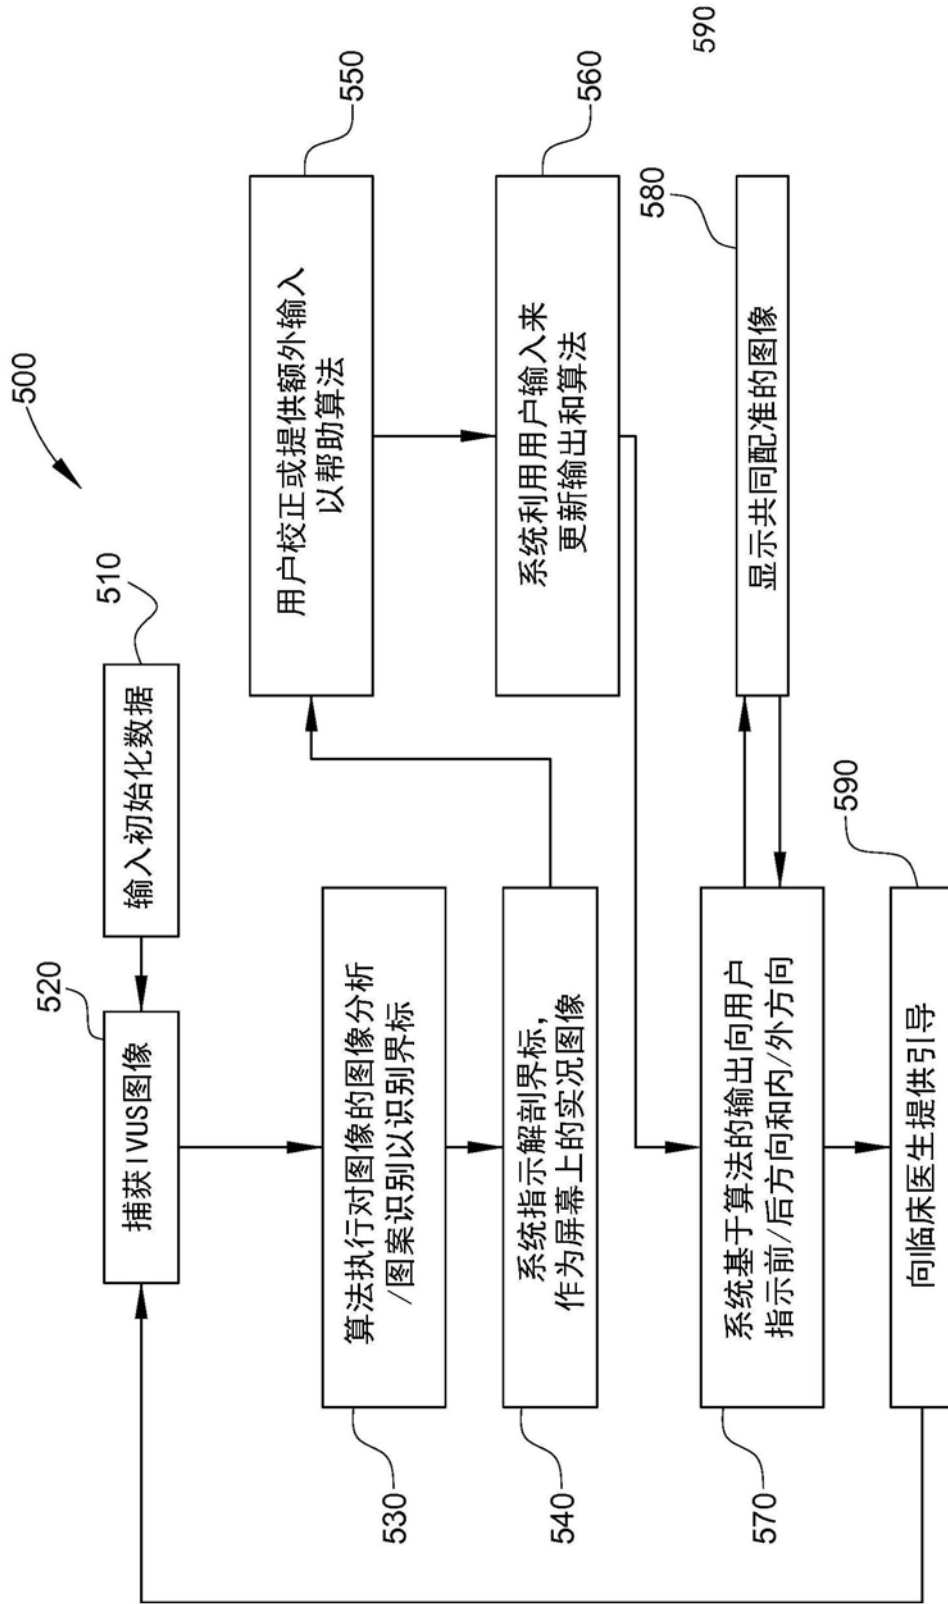 500
510
输入初始化数据
520
捕获IVUS图像
530
算法执行对图像的图像分析
/图案识别以识别界标
540
系统指示解剖界标，
作为屏幕上的实况图像
550
用户校正或提供额外输入
以帮助算法
560
系统利用用户输入来
更新输出和算法
570
系统基于算法的输出向用户
指示前/后方向和内/外方向
580
显示共同配准的图像
590
向临床医生提供引导
590